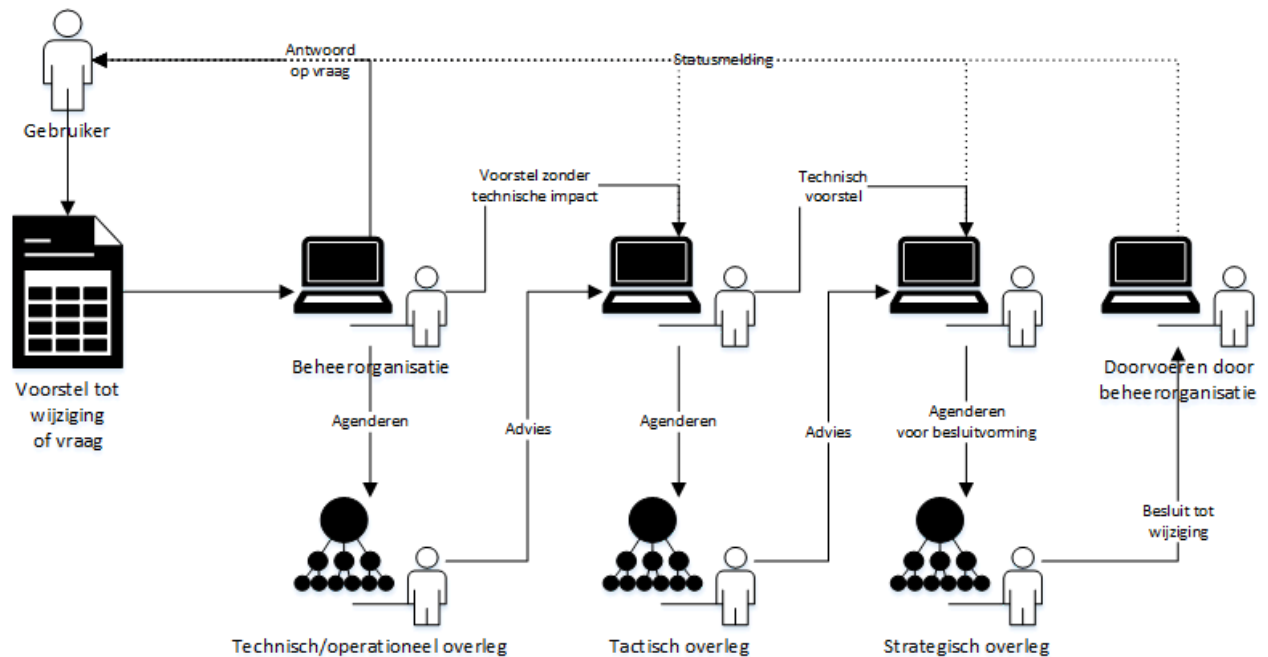 Antwoord
op vraag
Statusmelding
Gebruiker
Voorstel zonder
technische impact
Technisch
voorstel
Beheerorganisatie
Doorvoeren door
beheerorganisatie
Voorstel tot
wijziging
of vraag
Agenderen
Advies
Agenderen
Advies
Agenderen
voor besluitvorming
Besluit tot
wijziging
Technisch/operationeel overleg
Tactisch overleg
Strategisch overleg